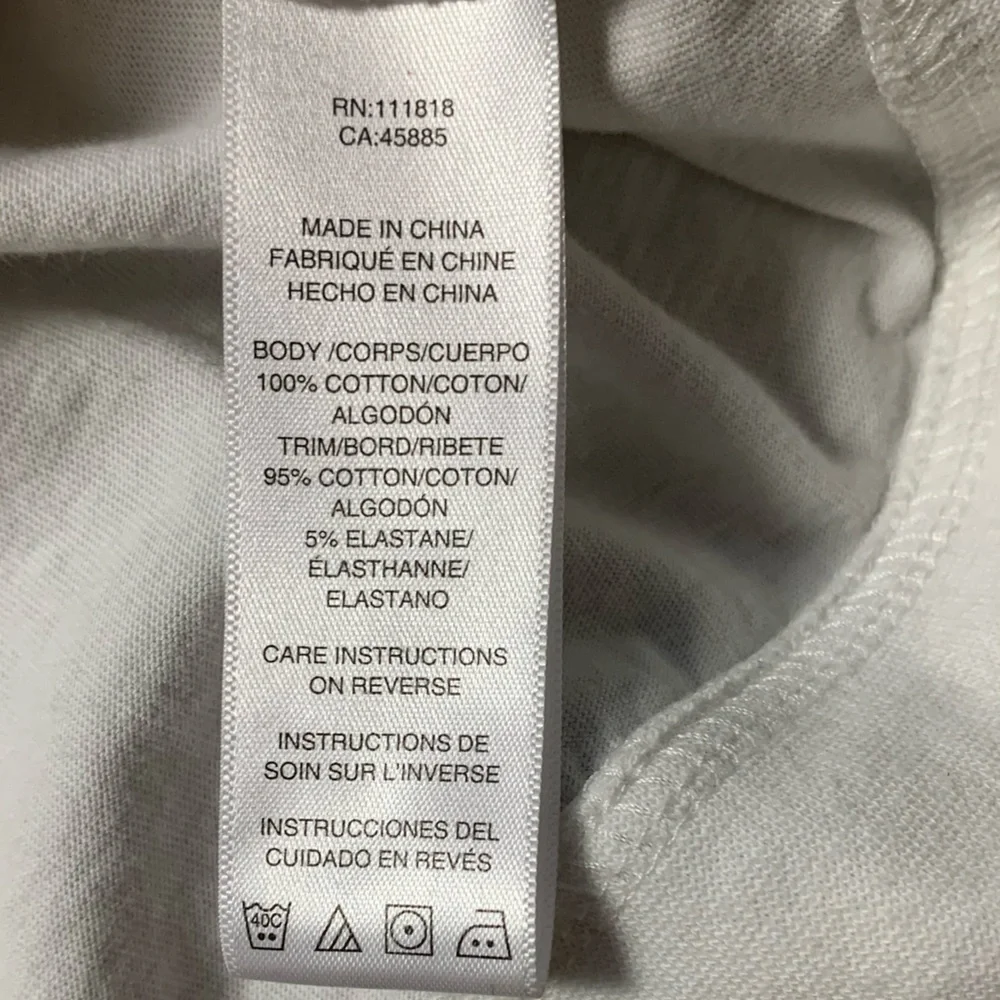 RN:111818
CA:45885
MADE IN CHINA
FABRIQUÉ EN CHINE
HECHO EN CHINA
BODY /CORPS/CUERPO
100% COTTON/COTON/
ALGODÓN
TRIM/BORD/RIBETE
95% COTTON/COTON/
ALGODÓN
5% ELASTANE/
ÉLASTHANNE/
ELASTANO
CARE INSTRUCTIONS
ON REVERSE
INSTRUCTIONS DE
SOIN SUR L'INVERSE
INSTRUCCIONES DEL
CUIDADO EN REVÉS
40C